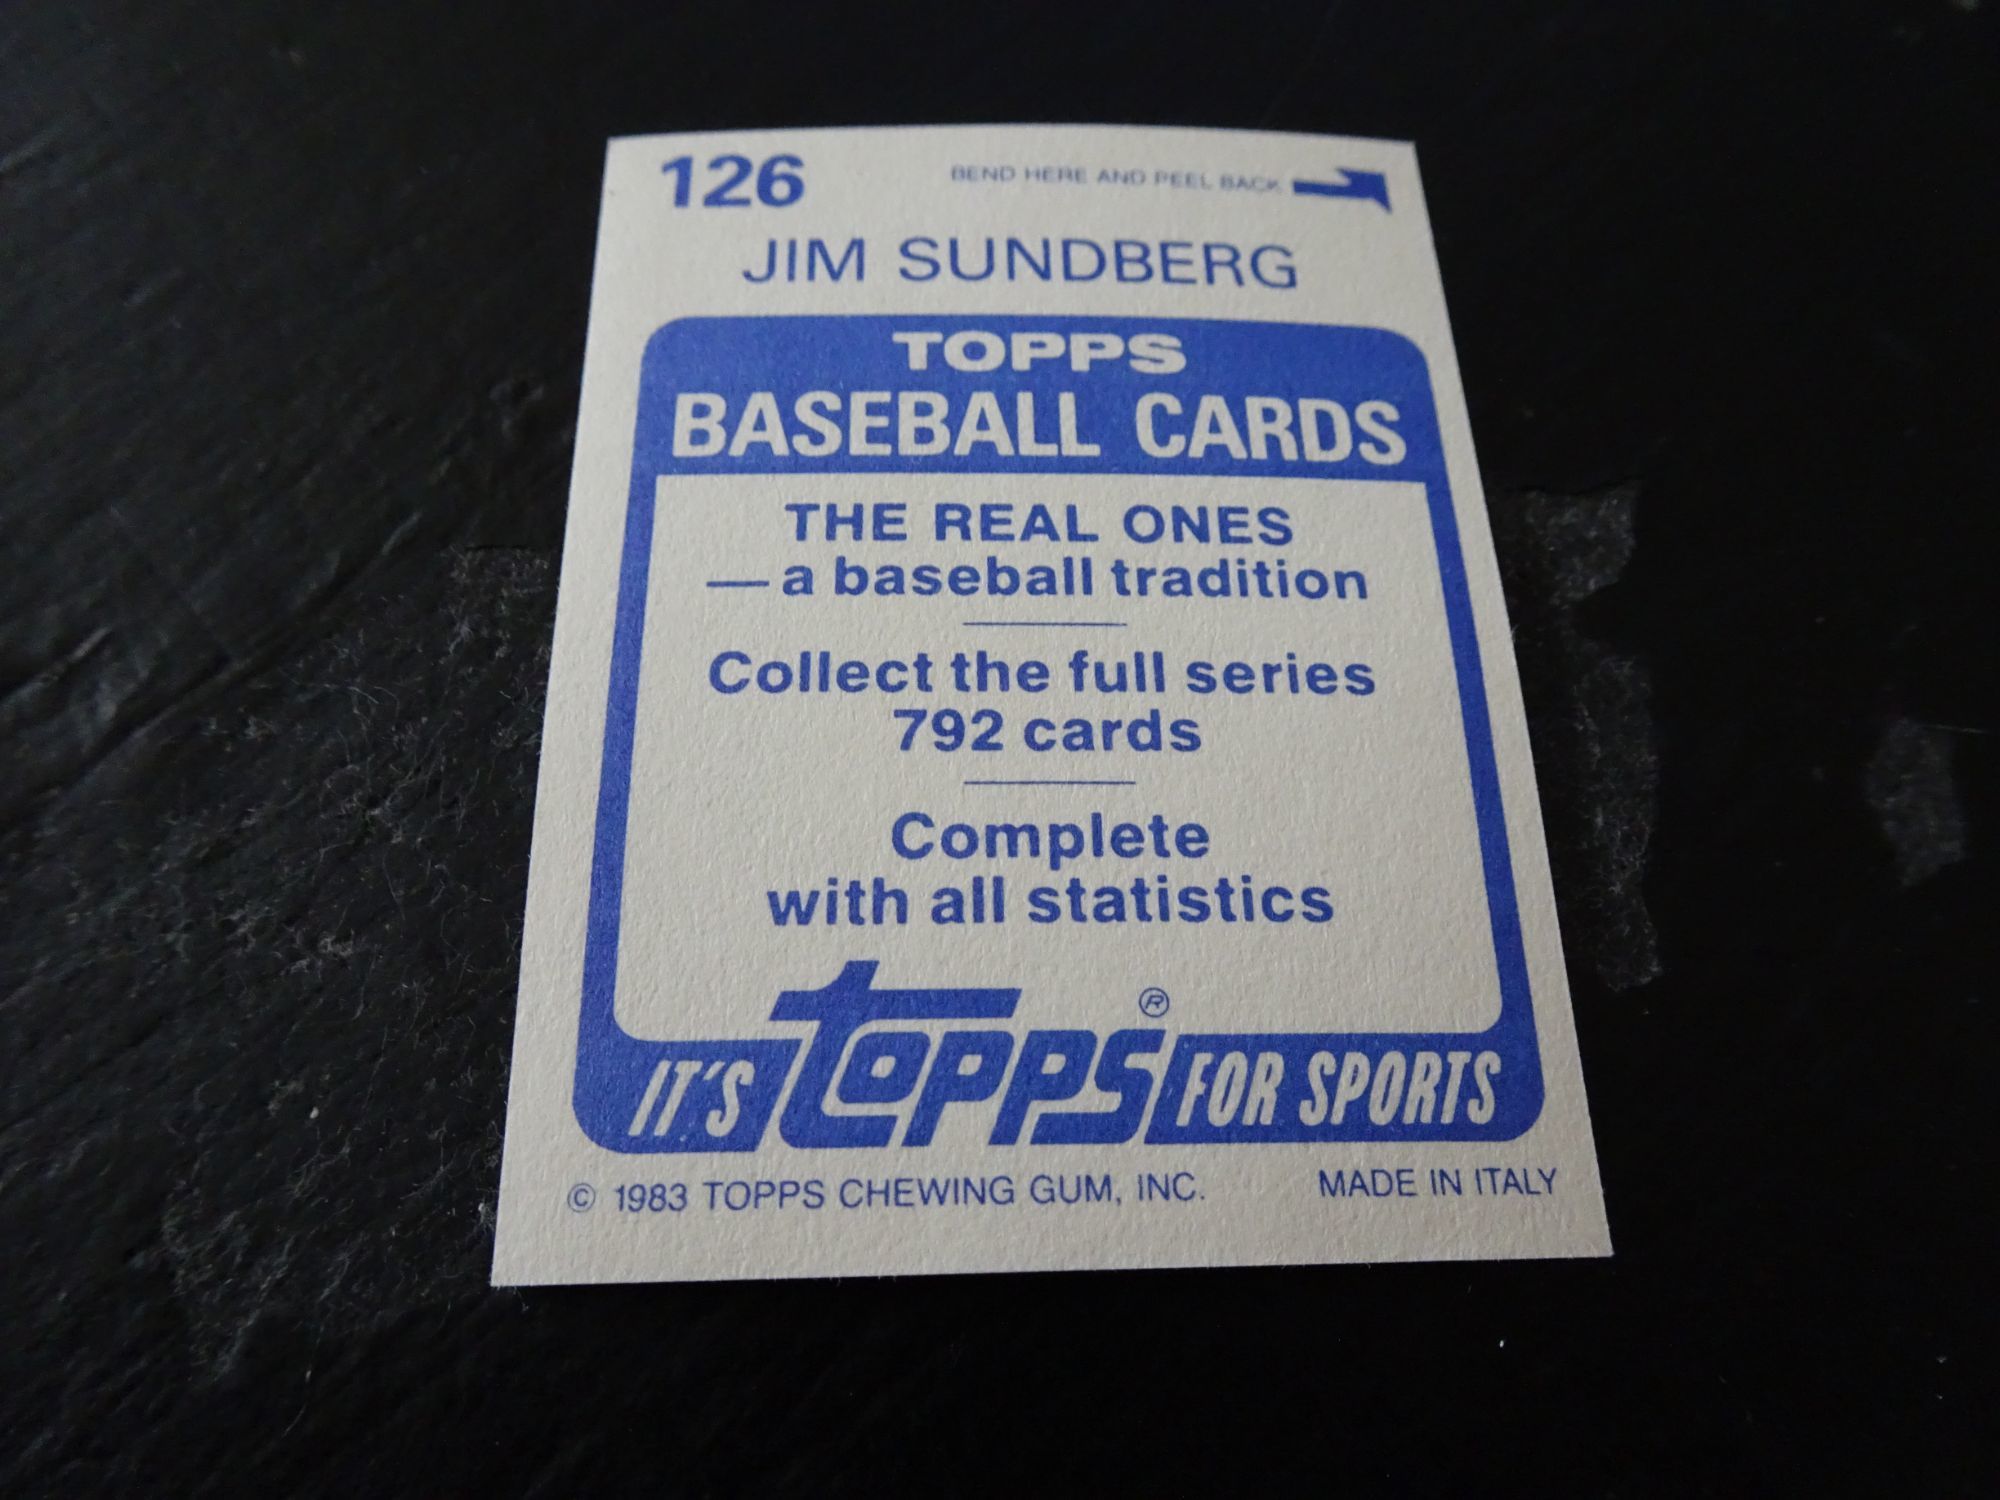 126
BEND HERE AND PEEL BACK
JIM SUNDBERG
TOPPS
BASEBALL CARDS
THE REAL ONES
— a baseball tradition
Collect the full series
792 cards
Complete
with all statistics
IT'S topps® FOR SPORTS
© 1983 TOPPS CHEWING GUM, INC. MADE IN ITALY